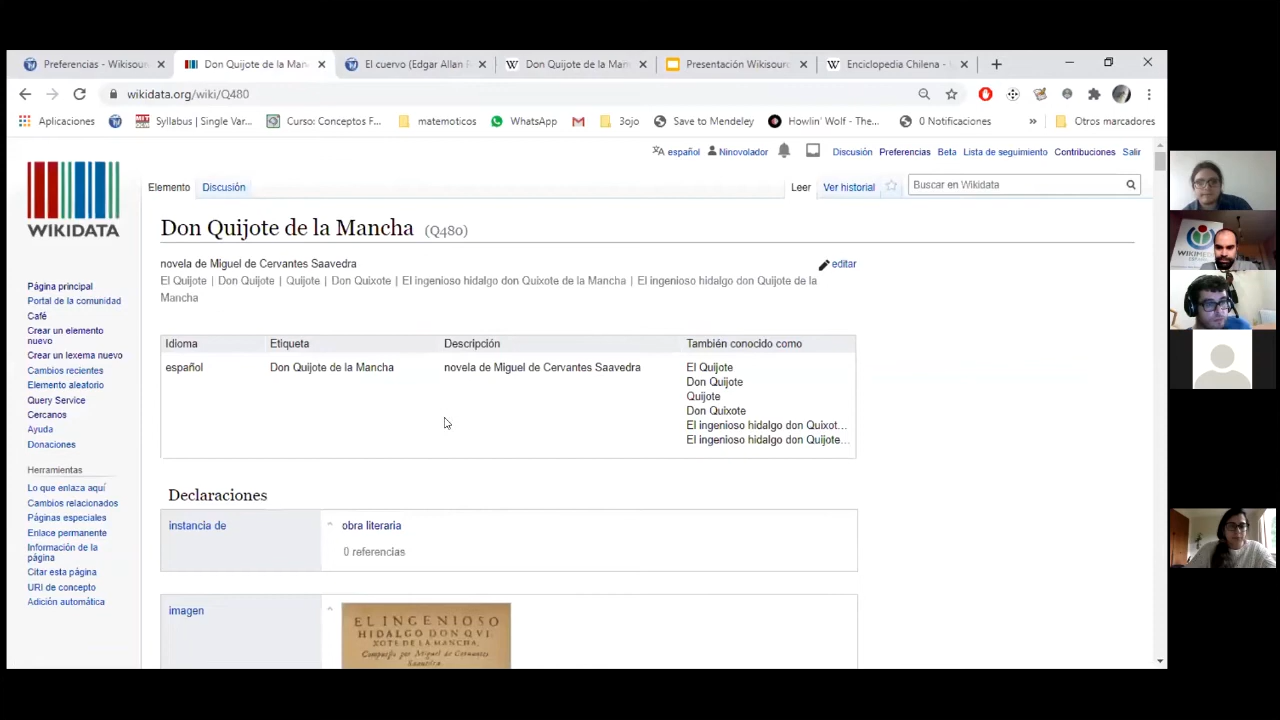 Preferencias - Wikisour
Don Quijote de la Man
El cuervo (Edgar Allan P
Don Quijote de la Man
Presentación Wikisourc
Enciclopedia Chilena -
wikidata.org/wiki/Q480
Aplicaciones
Syllabus | Single Var...
Curso: Conceptos F...
matemoticos
WhatsApp
3ojo
Save to Mendeley
Howlin' Wolf - The...
0 Notificaciones
»
Otros marcadores
español
Ninovolador
Discusión
Preferencias
Beta
Lista de seguimiento
Contribuciones
Salir
WIKIDATA
Elemento
Discusión
Leer
Ver historial
Buscar en Wikidata
Don Quijote de la Mancha (Q480)
novela de Miguel de Cervantes Saavedra
editar
El Quijote | Don Quijote | Quijote | Don Quixote | El ingenioso hidalgo don Quixote de la Mancha | El ingenioso hidalgo don Quijote de la
Mancha
Idioma Etiqueta Descripción También conocido como
español Don Quijote de la Mancha novela de Miguel de Cervantes Saavedra El Quijote
Don Quijote
Quijote
Don Quixote
El ingenioso hidalgo don Quixot...
El ingenioso hidalgo don Quijote...
Declaraciones
instancia de
obra literaria
0 referencias
imagen
EL INGENIOSO
HIDALGO DON QVI
XOTE DE LA MANCHA,
Compuesto por Miguel de Cervantes
Saavedra
Página principal
Portal de la comunidad
Café
Crear un elemento
nuevo
Crear un lexema nuevo
Cambios recientes
Elemento aleatorio
Query Service
Cercanos
Ayuda
Donaciones
Herramientas
Lo que enlaza aquí
Cambios relacionados
Páginas especiales
Enlace permanente
Información de la
página
Citar esta página
URI de concepto
Adición automática
WIKIMEDIA